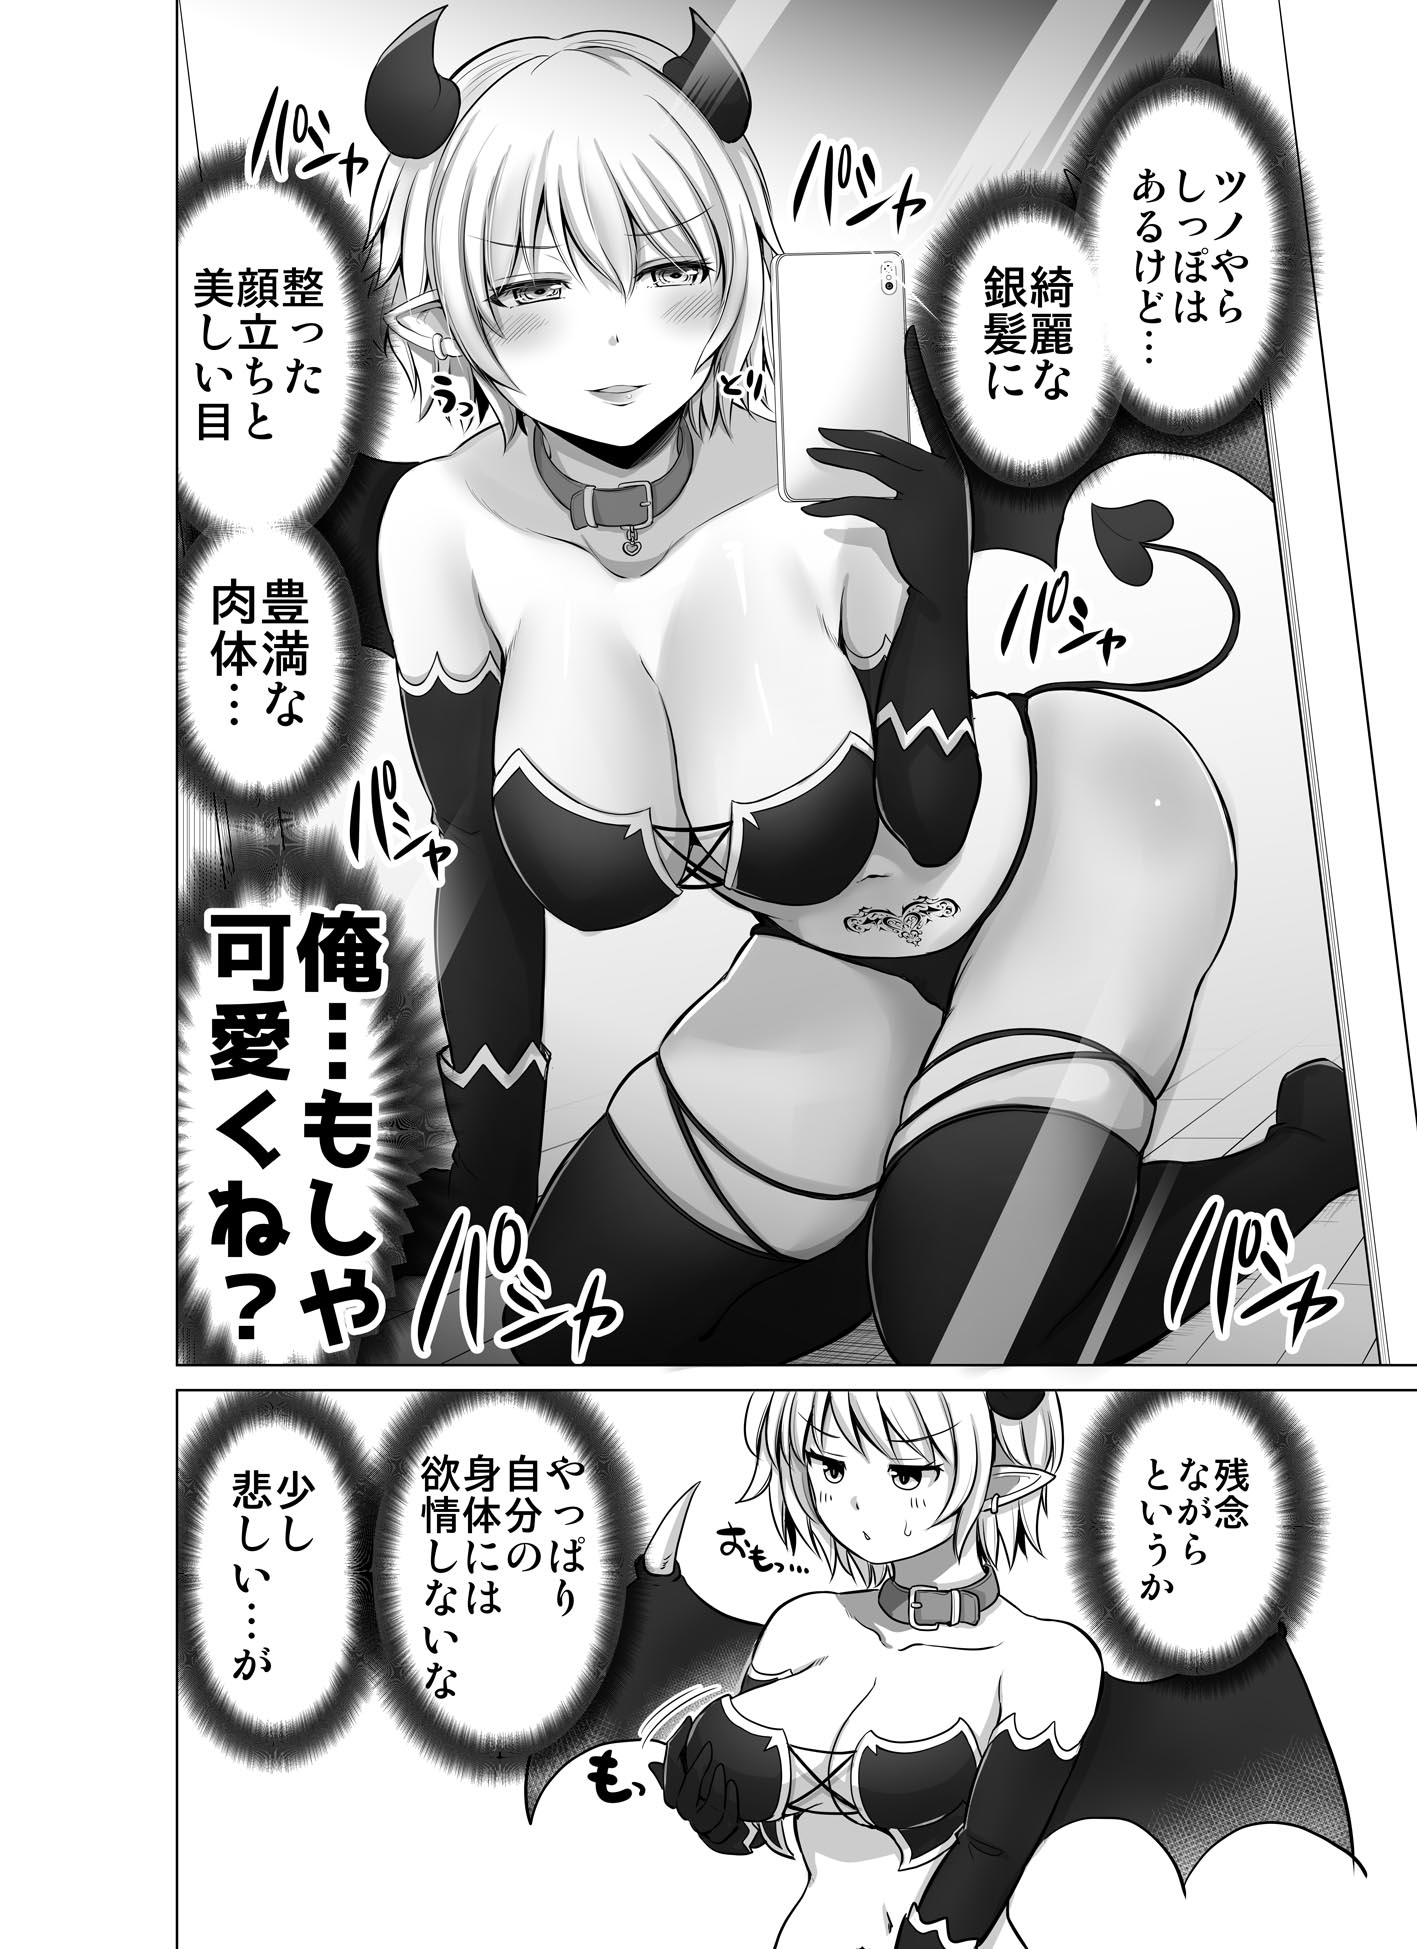 ツノやら
しっぽは
あるけど…
綺麗な
銀髪に
パシャ
パシャ
整った
顔立ちと
美しい目
うっ
とり
豊満な
肉体…
パシャ
パシャ
俺…もしや
可愛くね？
パシャ
パシャ
残念
ながら
というか
やっぱり
自分の
身体には
欲情しないな
おもっ…
もっ
少し
悲しい…が